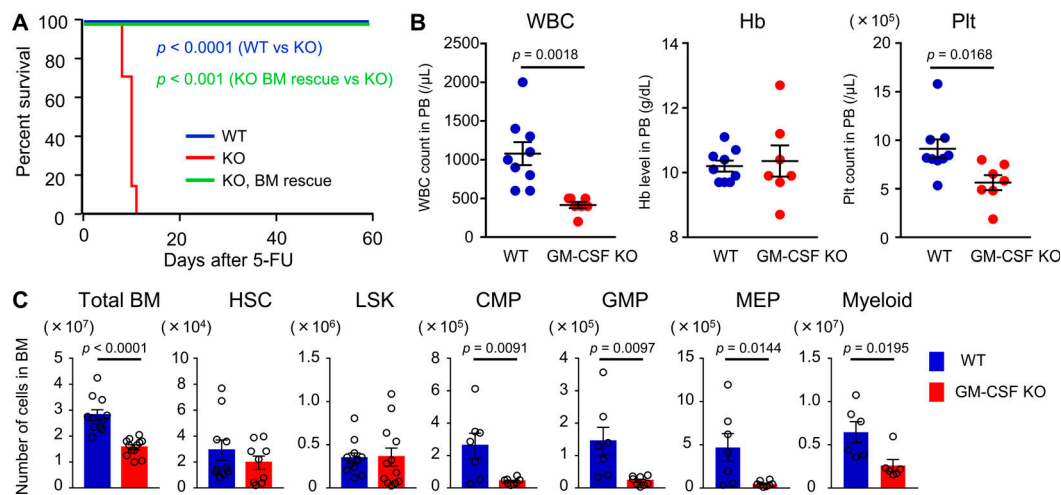 A
Percent survival
100
80
60
40
20
0
p < 0.0001 (WT vs KO)
p < 0.001 (KO BM rescue vs KO)
WT
KO
KO, BM rescue
0 20 40 60
Days after 5-FU
B
WBC
WBC count in PB (/μL)
2500
2000
1500
1000
500
0
p = 0.0018
WT GM-CSF KO
Hb
Hb level in PB (g/dL)
14
12
10
8
WT GM-CSF KO
Plt
(×10⁵)
Plt count in PB (/μL)
20
15
10
5
0
p = 0.0168
WT GM-CSF KO
C
Number of cells in BM
Total BM
(×10⁷)
p < 0.0001
5
4
3
2
1
0
HSC
(×10⁴)
10
8
6
4
2
0
LSK
(×10⁶)
1.5
1.0
0.5
0
CMP
(×10⁵)
p = 0.0091
8
6
4
2
0
GMP
(×10⁵)
p = 0.0097
4
3
2
1
0
MEP
(×10⁵)
p = 0.0144
15
10
5
0
Myeloid
(×10⁷)
p = 0.0195
1.5
1.0
0.5
0
WT
GM-CSF KO